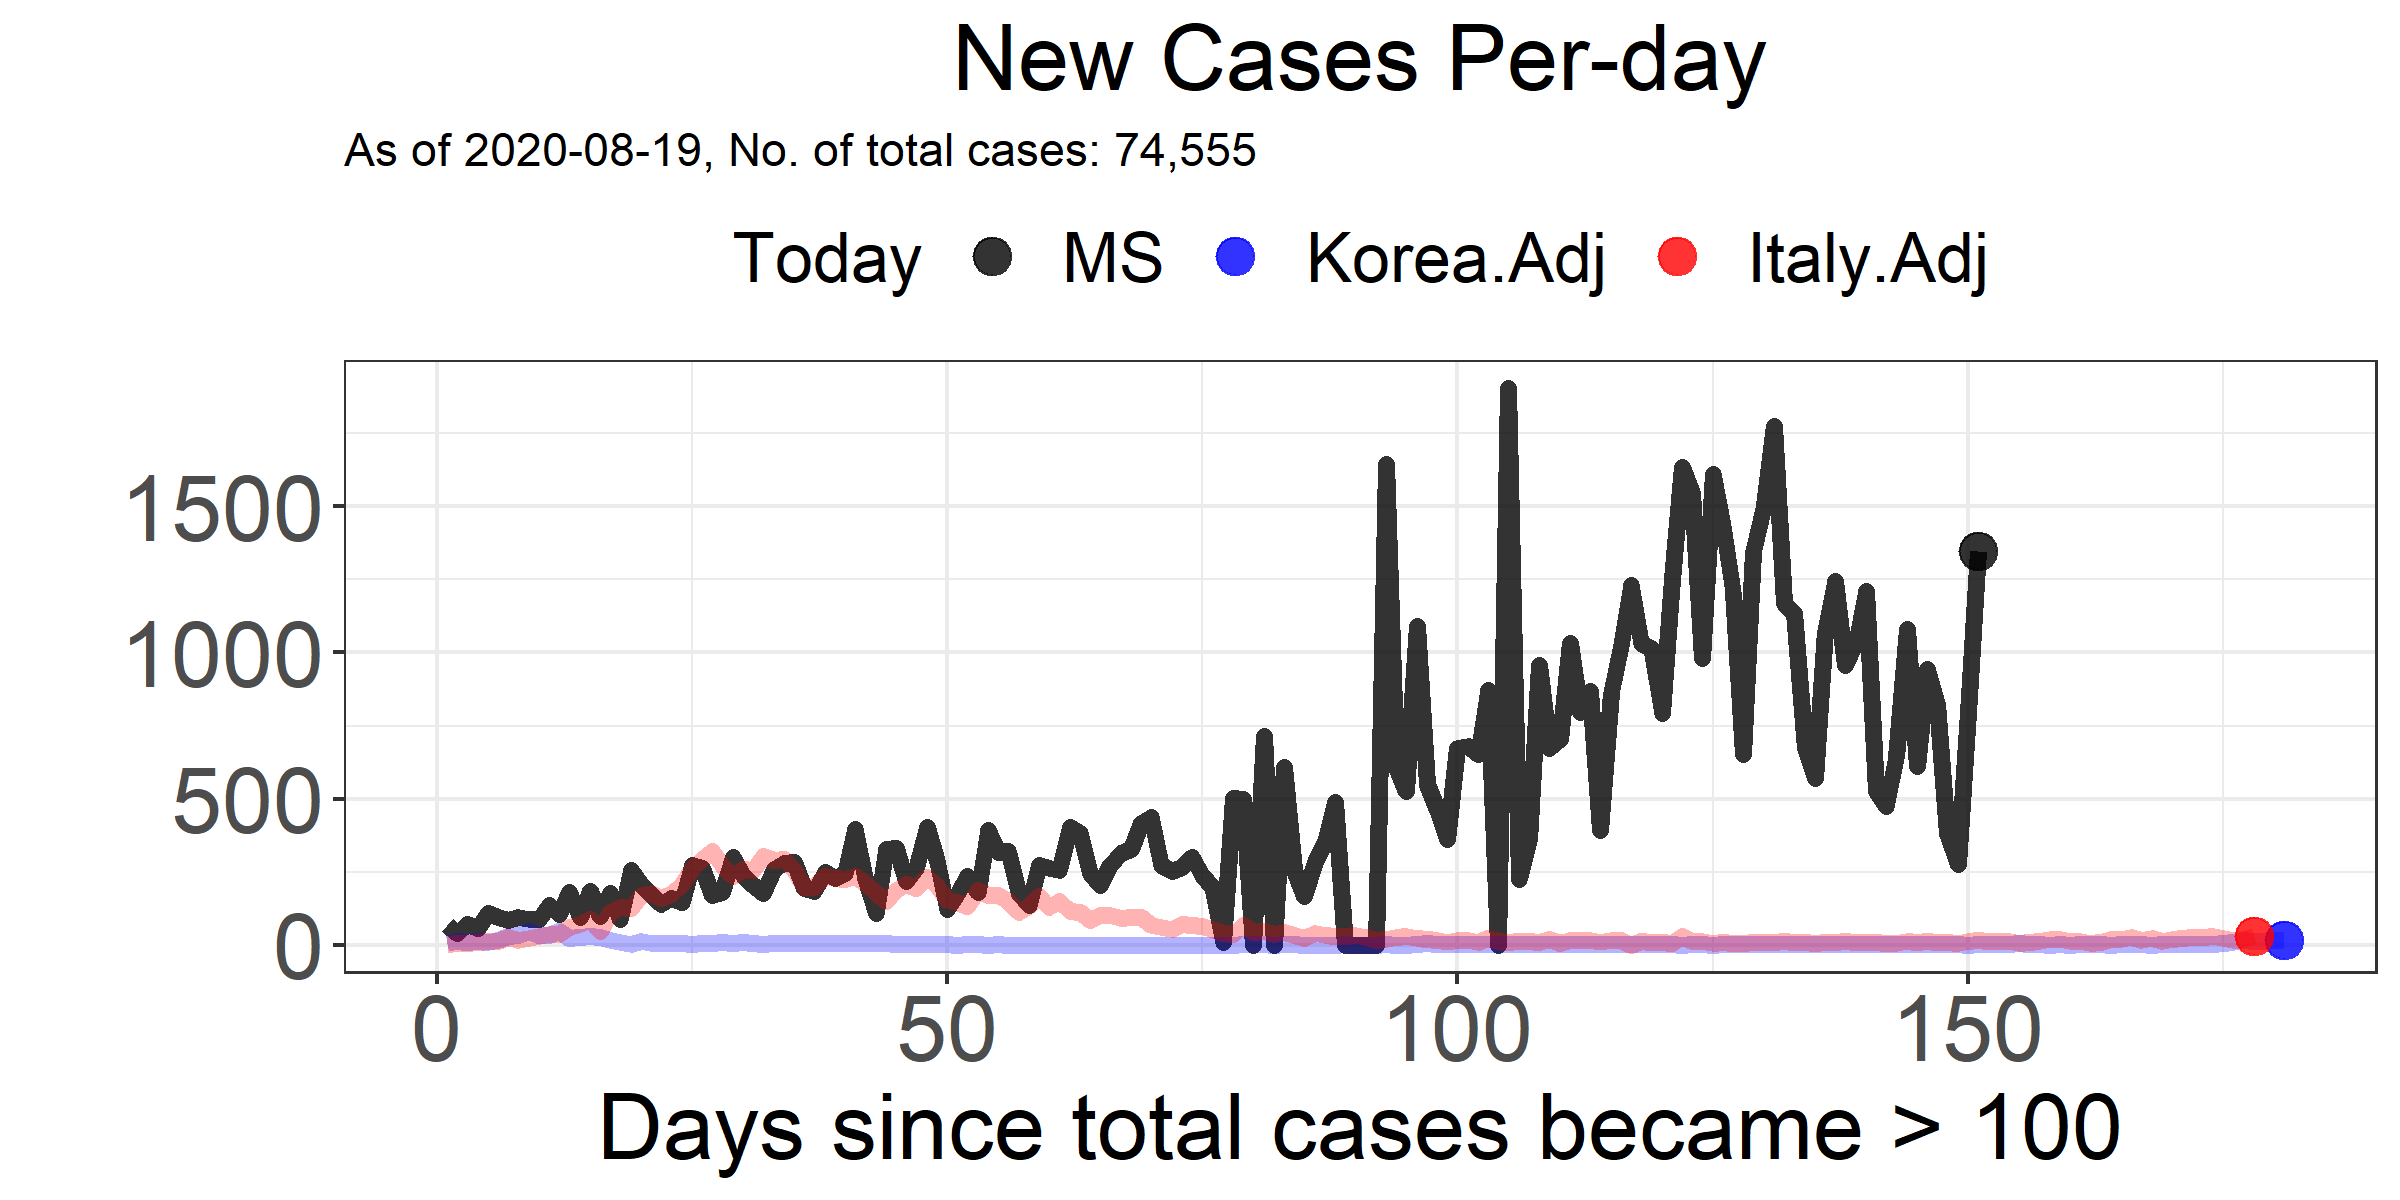 New Cases Per-day
As of 2020-08-19, No. of total cases: 74,555
Today MS Korea.Adj Italy.Adj
1500
1000
500
0
0 50 100 150
Days since total cases became > 100